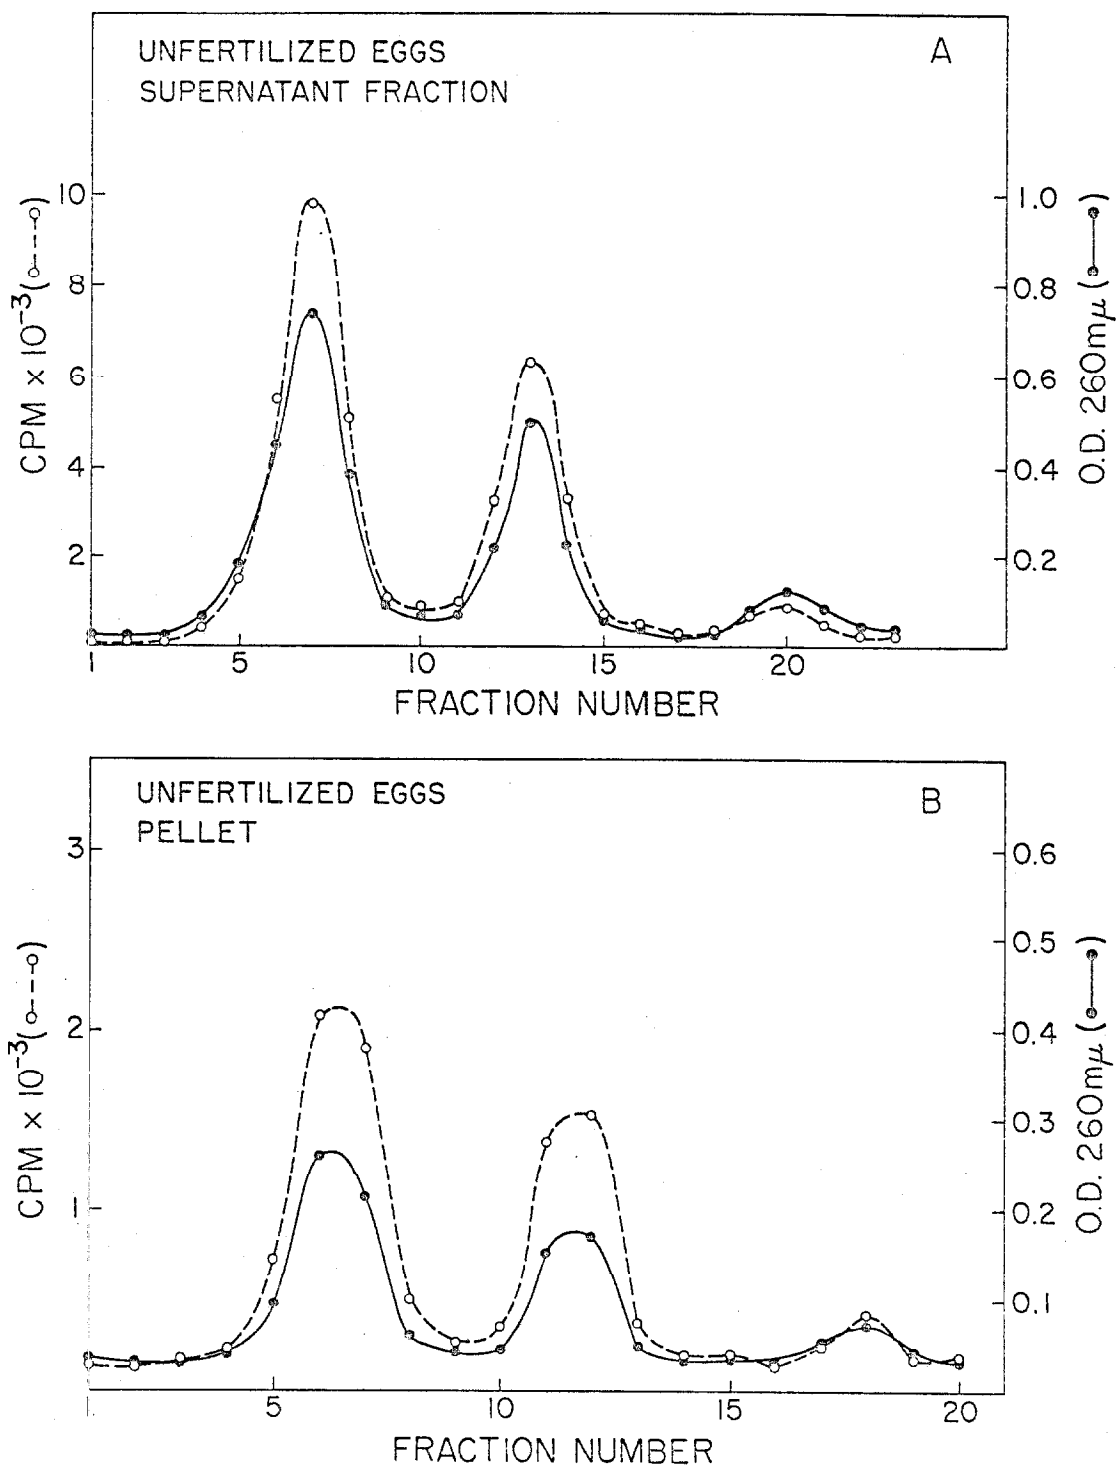 UNFERTILIZED EGGS
SUPERNATANT FRACTION
A
CPM x 10-3(o----o)
10
8
6
4
2
1.0
0.8
0.6
0.4
0.2
O.D. 260mμ (●—●)
1 5 10 15 20
FRACTION NUMBER
UNFERTILIZED EGGS
PELLET
B
CPM x 10-3(o---o)
3
2
1
0.6
0.5
0.4
0.3
0.2
0.1
O.D. 260mμ (●—●)
1 5 10 15 20
FRACTION NUMBER